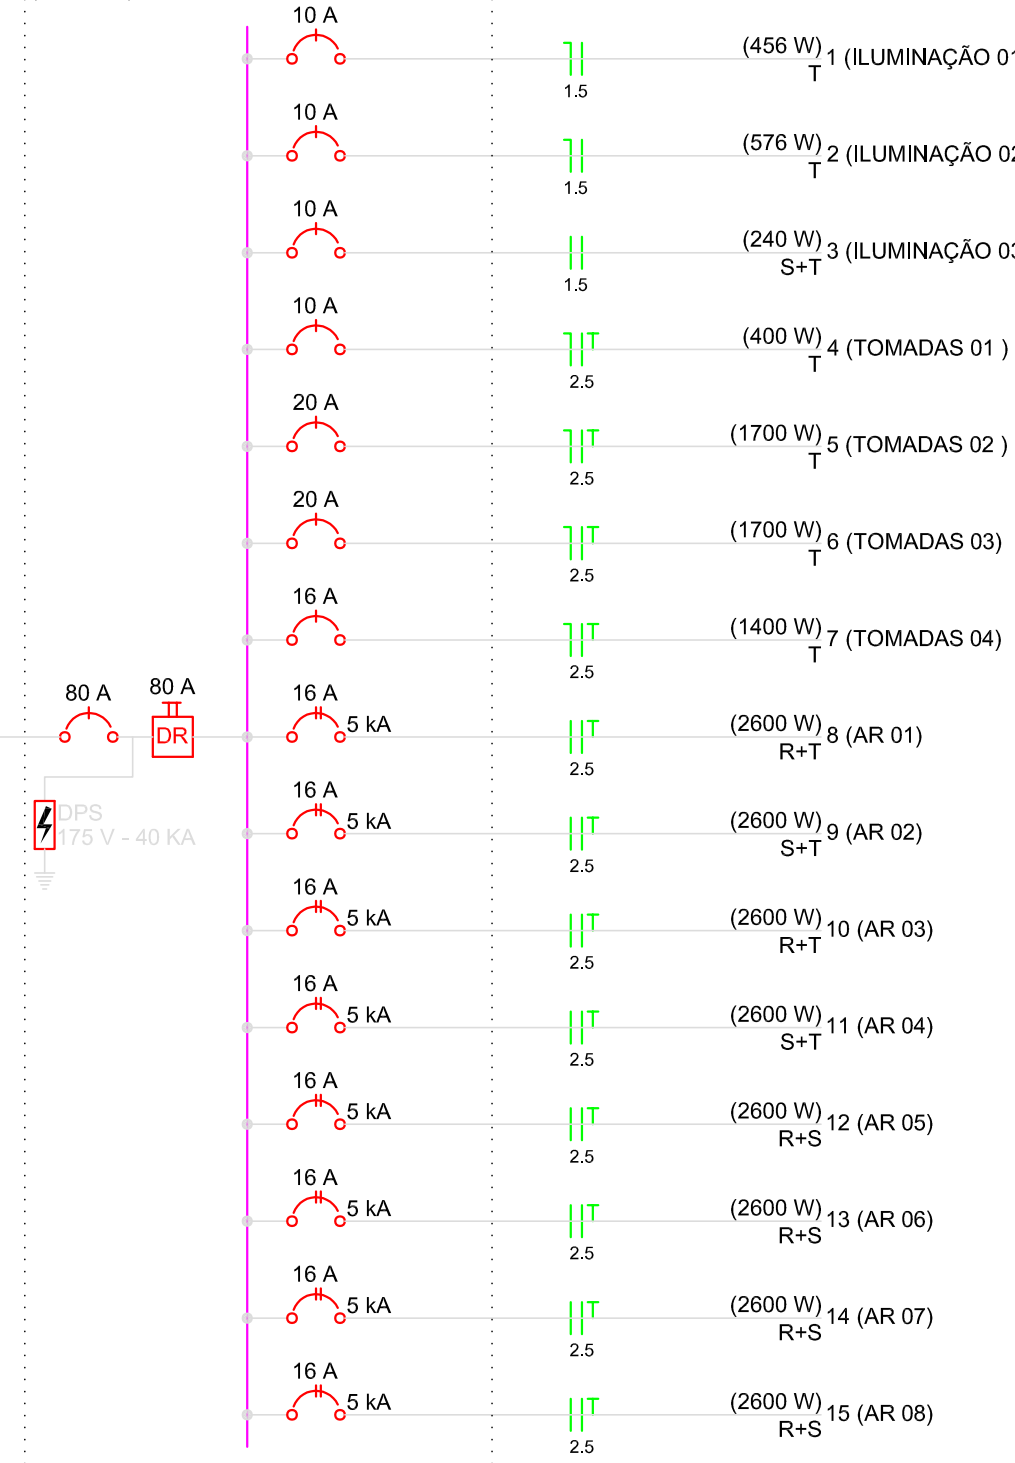 10 A
(456 W) 1 (ILUMINAÇÃO 01
T
1.5
10 A
(576 W) 2 (ILUMINAÇÃO 02
T
1.5
10 A
(240 W) 3 (ILUMINAÇÃO 03
S+T
1.5
10 A
(400 W) 4 (TOMADAS 01 )
T
T
2.5
20 A
(1700 W) 5 (TOMADAS 02 )
T
T
2.5
20 A
(1700 W) 6 (TOMADAS 03)
T
T
2.5
16 A
(1400 W) 7 (TOMADAS 04)
T
T
2.5
80 A
80 A
DR
16 A
5 kA
(2600 W) 8 (AR 01)
R+T
2.5
DPS
175 V - 40 KA
16 A
5 kA
(2600 W) 9 (AR 02)
S+T
2.5
16 A
5 kA
(2600 W) 10 (AR 03)
R+T
2.5
16 A
5 kA
(2600 W) 11 (AR 04)
S+T
2.5
16 A
5 kA
(2600 W) 12 (AR 05)
R+S
2.5
16 A
5 kA
(2600 W) 13 (AR 06)
R+S
2.5
16 A
5 kA
(2600 W) 14 (AR 07)
R+S
2.5
16 A
5 kA
(2600 W) 15 (AR 08)
R+S
2.5